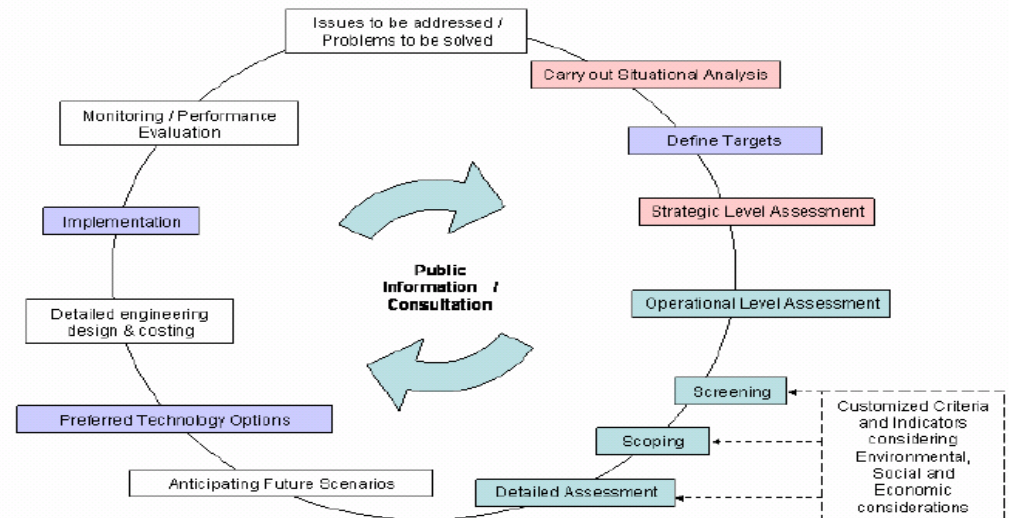 Issues to be addressed /
Problems to be solved
Carry out Situational Analysis
Define Targets
Strategic Level Assessment
Operational Level Assessment
Screening
Scoping
Detailed Assessment
Customized Criteria
and Indicators
considering
Environmental,
Social and
Economic
considerations
Anticipating Future Scenarios
Preferred Technology Options
Detailed engineering
design & costing
Implementation
Monitoring / Performance
Evaluation
Public
Information /
Consultation